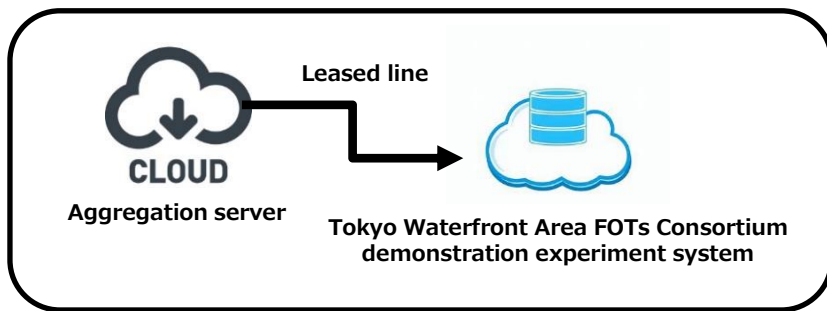 Leased line
CLOUD
Aggregation server
Tokyo Waterfront Area FOTs Consortium
demonstration experiment system